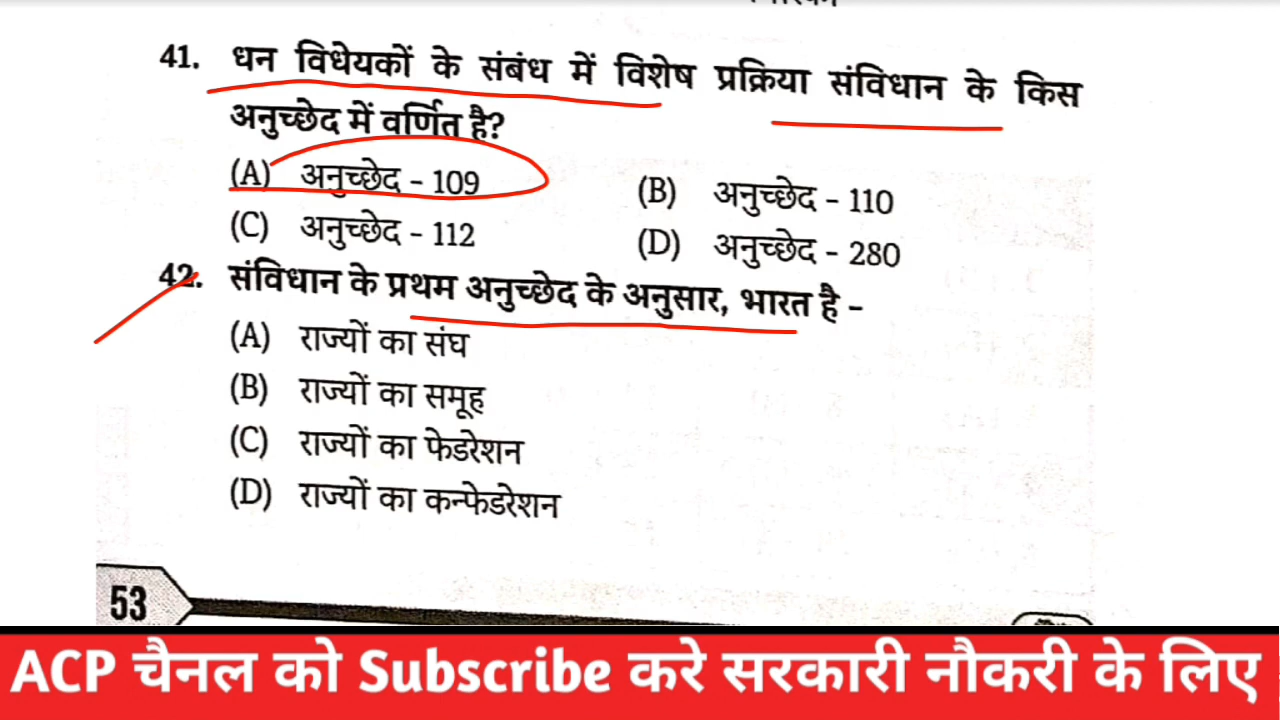 41. धन विधेयकों के संबंध में विशेष प्रक्रिया संविधान के किस
अनुच्छेद में वर्णित है?
(A) अनुच्छेद - 109
(B) अनुच्छेद - 110
(C) अनुच्छेद - 112
(D) अनुच्छेद - 280
42. संविधान के प्रथम अनुच्छेद के अनुसार, भारत है -
(A) राज्यों का संघ
(B) राज्यों का समूह
(C) राज्यों का फेडरेशन
(D) राज्यों का कन्फेडरेशन
53
ACP चैनल को Subscribe करे सरकारी नौकरी के लिए